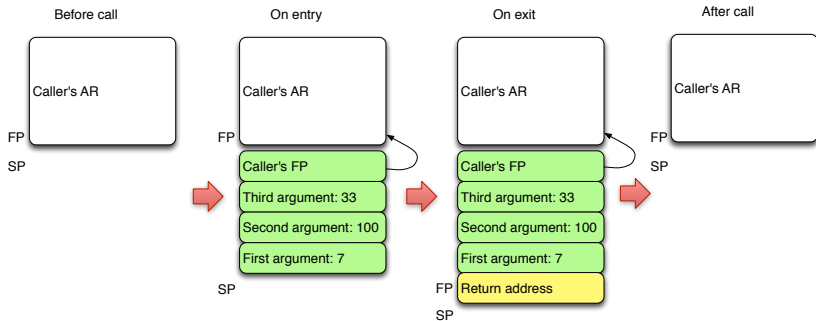 Before call
On entry
On exit
After call
Caller's AR
FP
SP
Caller's AR
FP
Caller's FP
Third argument: 33
Second argument: 100
First argument: 7
SP
Caller's AR
Caller's FP
Third argument: 33
Second argument: 100
First argument: 7
FP
Return address
SP
Caller's AR
FP
SP